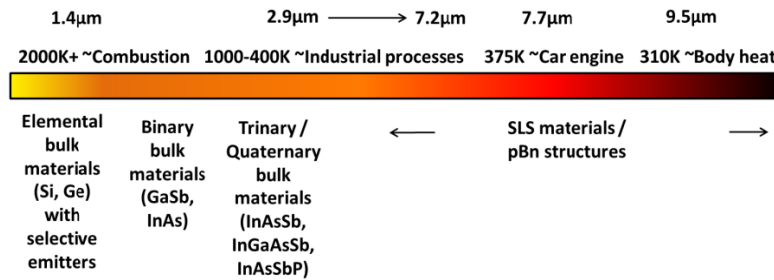 1.4µm 2.9µm 7.2µm 7.7µm 9.5µm
2000K+ ~Combustion 1000-400K ~Industrial processes 375K ~Car engine 310K ~Body heat
Elemental
bulk
materials
(Si, Ge)
with
selective
emitters
Binary
bulk
materials
(GaSb,
InAs)
Trinary /
Quaternary
bulk
materials
(InAsSb,
InGaAsSb,
InAsSbP)
SLS materials /
pBn structures